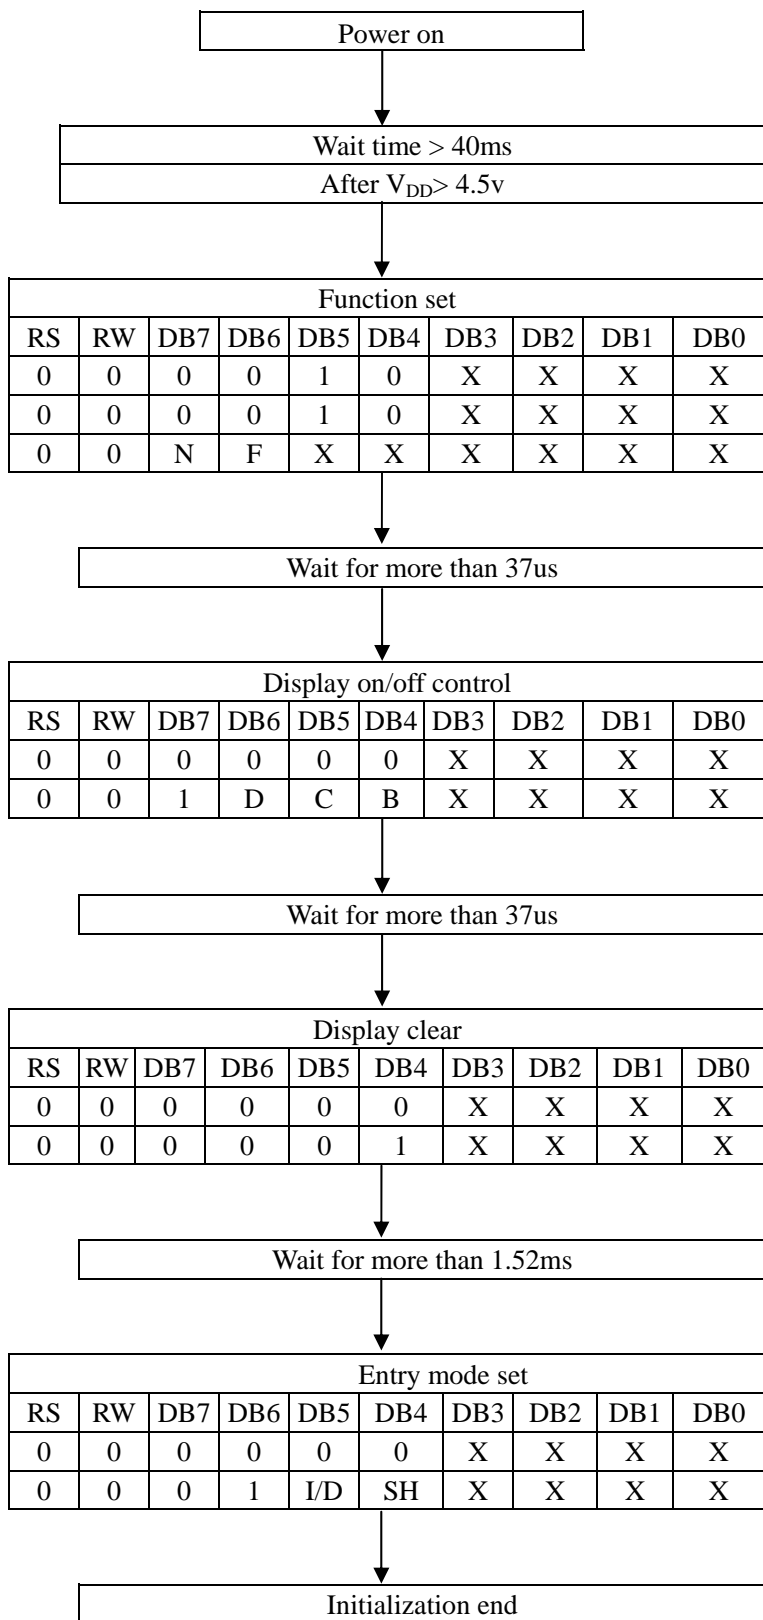 Power on
Wait time > 40ms
After VDD> 4.5v
Function set
RS RW DB7 DB6 DB5 DB4 DB3 DB2 DB1 DB0
0 0 0 0 1 0 X X X X
0 0 0 0 1 0 X X X X
0 0 N F X X X X X X
Wait for more than 37us
Display on/off control
RS RW DB7 DB6 DB5 DB4 DB3 DB2 DB1 DB0
0 0 0 0 0 0 X X X X
0 0 1 D C B X X X X
Wait for more than 37us
Display clear
RS RW DB7 DB6 DB5 DB4 DB3 DB2 DB1 DB0
0 0 0 0 0 0 X X X X
0 0 0 0 0 1 X X X X
Wait for more than 1.52ms
Entry mode set
RS RW DB7 DB6 DB5 DB4 DB3 DB2 DB1 DB0
0 0 0 0 0 0 X X X X
0 0 0 1 I/D SH X X X X
Initialization end